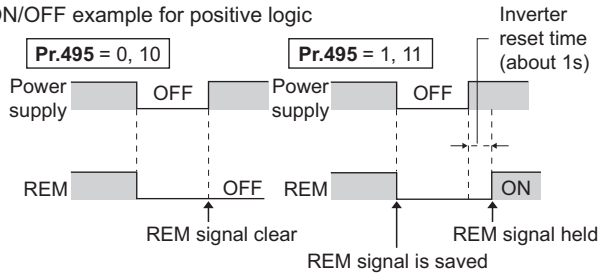 ON/OFF example for positive logic
Pr.495 = 0, 10
Power supply
OFF
REM
OFF
REM signal clear
Pr.495 = 1, 11
Inverter
reset time
(about 1s)
Power
supply
OFF
REM
ON
REM signal held
REM signal is saved